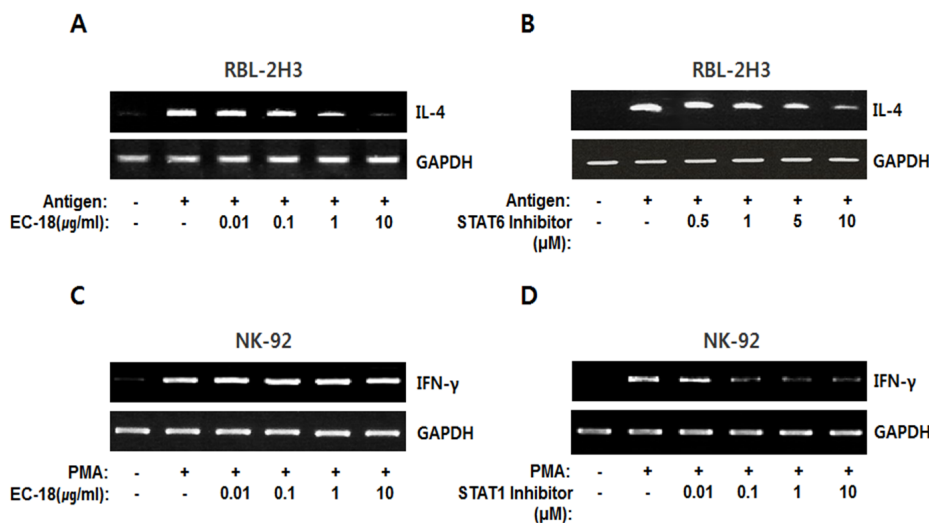 A
RBL-2H3
IL-4
GAPDH
Antigen: - + + + + +
EC-18(㎍/ml): - - 0.01 0.1 1 10
B
RBL-2H3
IL-4
GAPDH
Antigen: - + + + + +
STAT6 Inhibitor - - 0.5 1 5 10
(μM):
C
NK-92
IFN-γ
GAPDH
PMA: - + + + + +
EC-18(㎍/ml): - - 0.01 0.1 1 10
D
NK-92
IFN-γ
GAPDH
PMA: - + + + + +
STAT1 Inhibitor - - 0.01 0.1 1 10
(μM):